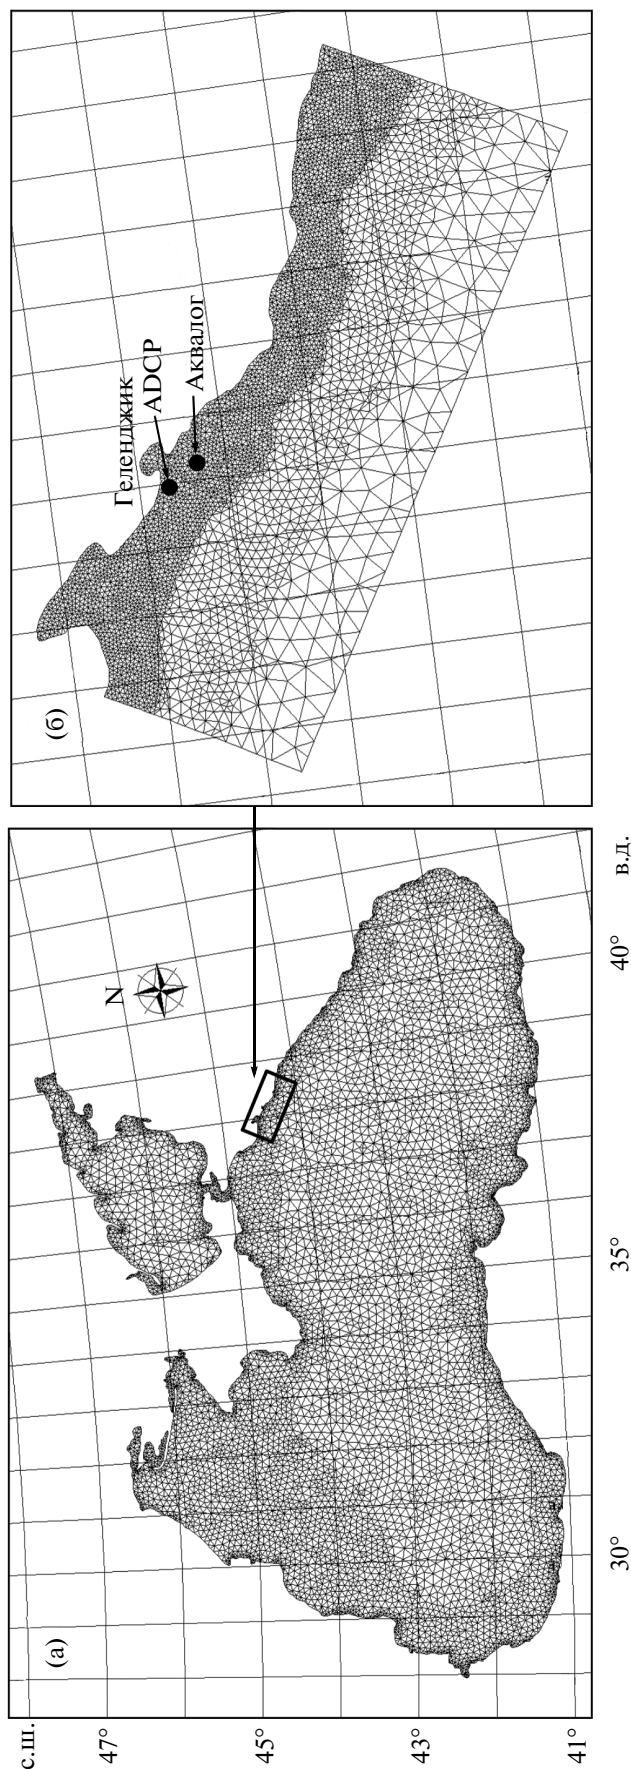 с.ш.
47°
45°
43°
41°
(а)
N
30°
35°
40°
в.д.
(б)
Геленджик
ADCP
Аквалог